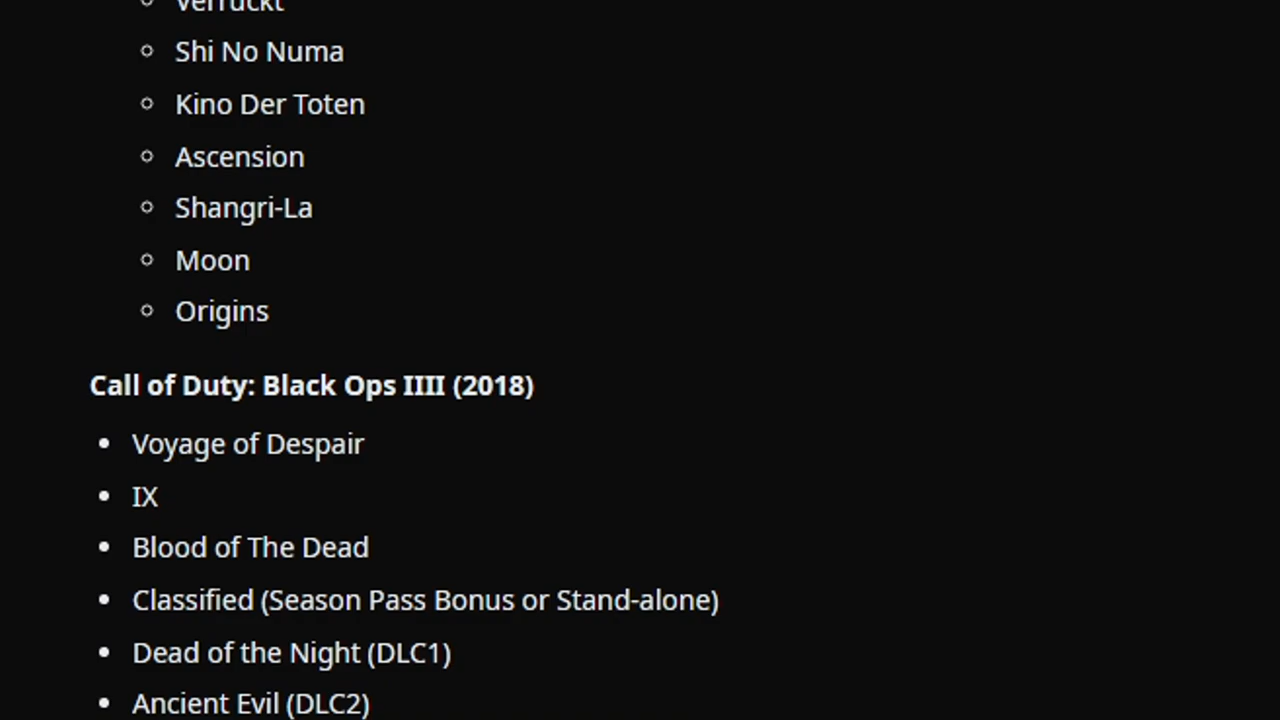 Verruckt
Shi No Numa
Kino Der Toten
Ascension
Shangri-La
Moon
Origins
Call of Duty: Black Ops IIII (2018)
Voyage of Despair
IX
Blood of The Dead
Classified (Season Pass Bonus or Stand-alone)
Dead of the Night (DLC1)
Ancient Evil (DLC2)